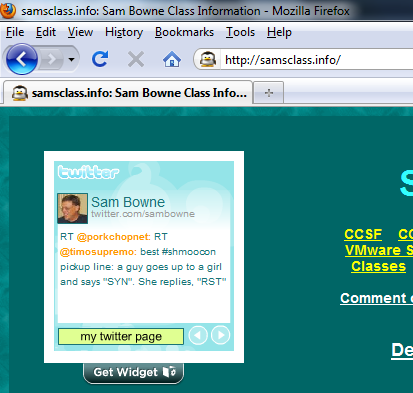 samsclass.info: Sam Bowne Class Information - Mozilla Firefox
File Edit View History Bookmarks Tools Help
http://samsclass.info/
samsclass.info: Sam Bowne Class Info...
twitter
Sam Bowne
twitter.com/sambowne
RT @porkchopnet: RT
@timosupremo: best #shmoocon
pickup line: a guy goes up to a girl
and says "SYN". She replies, "RST"
my twitter page
Get Widget
S
CCSF CC
VMware S
Classes
Comment o
De